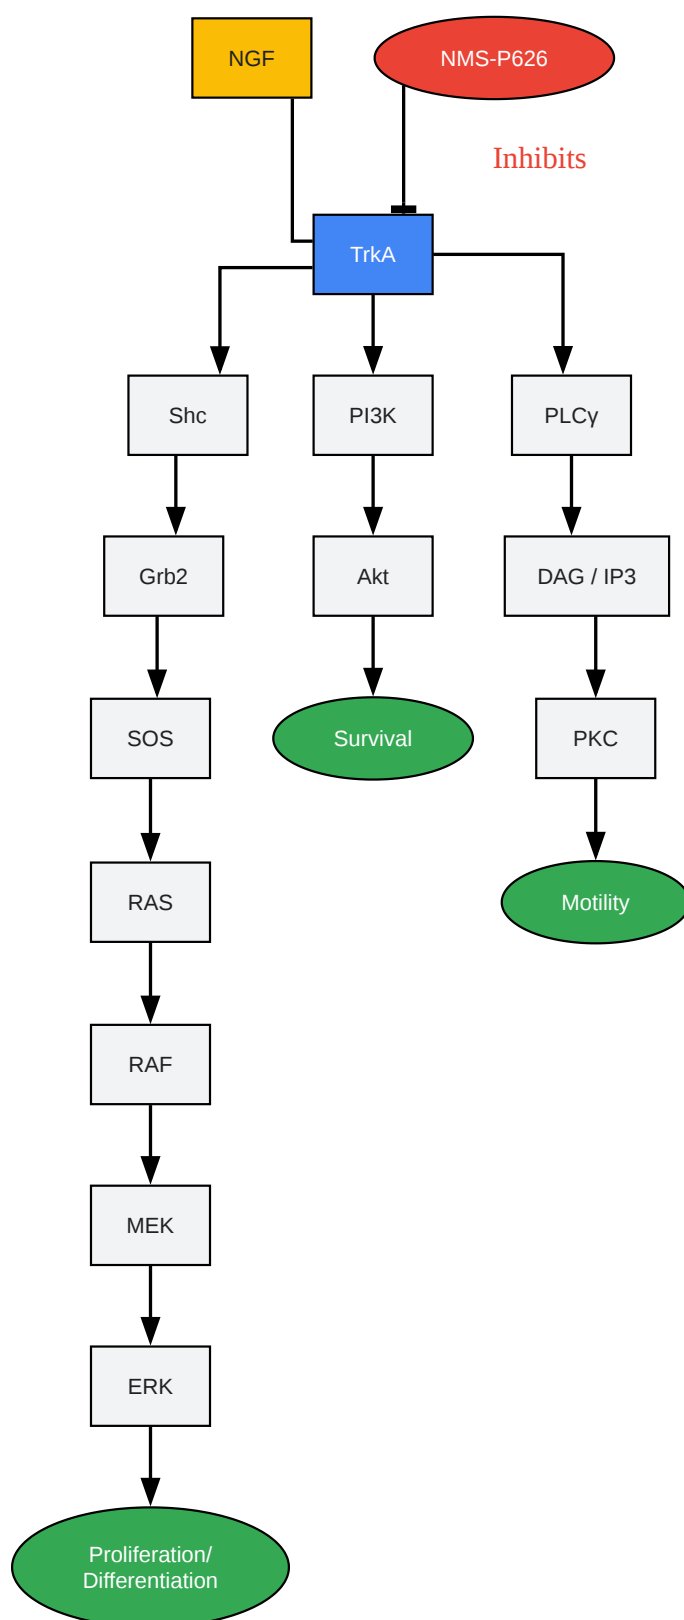 NGF
NMS-P626
Inhibits
TrkA
Shc
PI3K
PLCγ
Grb2
Akt
DAG / IP3
SOS
Survival
PKC
RAS
Motility
RAF
MEK
ERK
Proliferation/
Differentiation